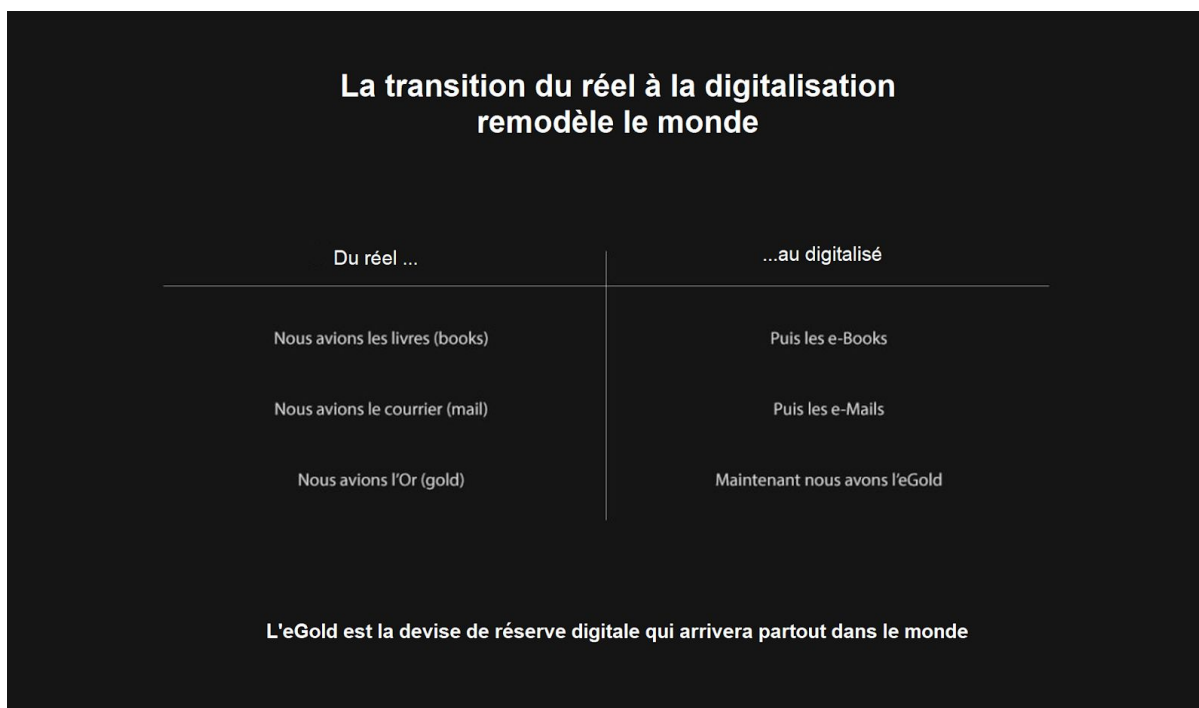 La transition du réel à la digitalisation
remodèle le monde
Du réel ...
...au digitalisé
Nous avions les livres (books)
Puis les e-Books
Nous avions le courrier (mail)
Puis les e-Mails
Nous avions l'Or (gold)
Maintenant nous avons l'eGold
L'eGold est la devise de réserve digitale qui arrivera partout dans le monde